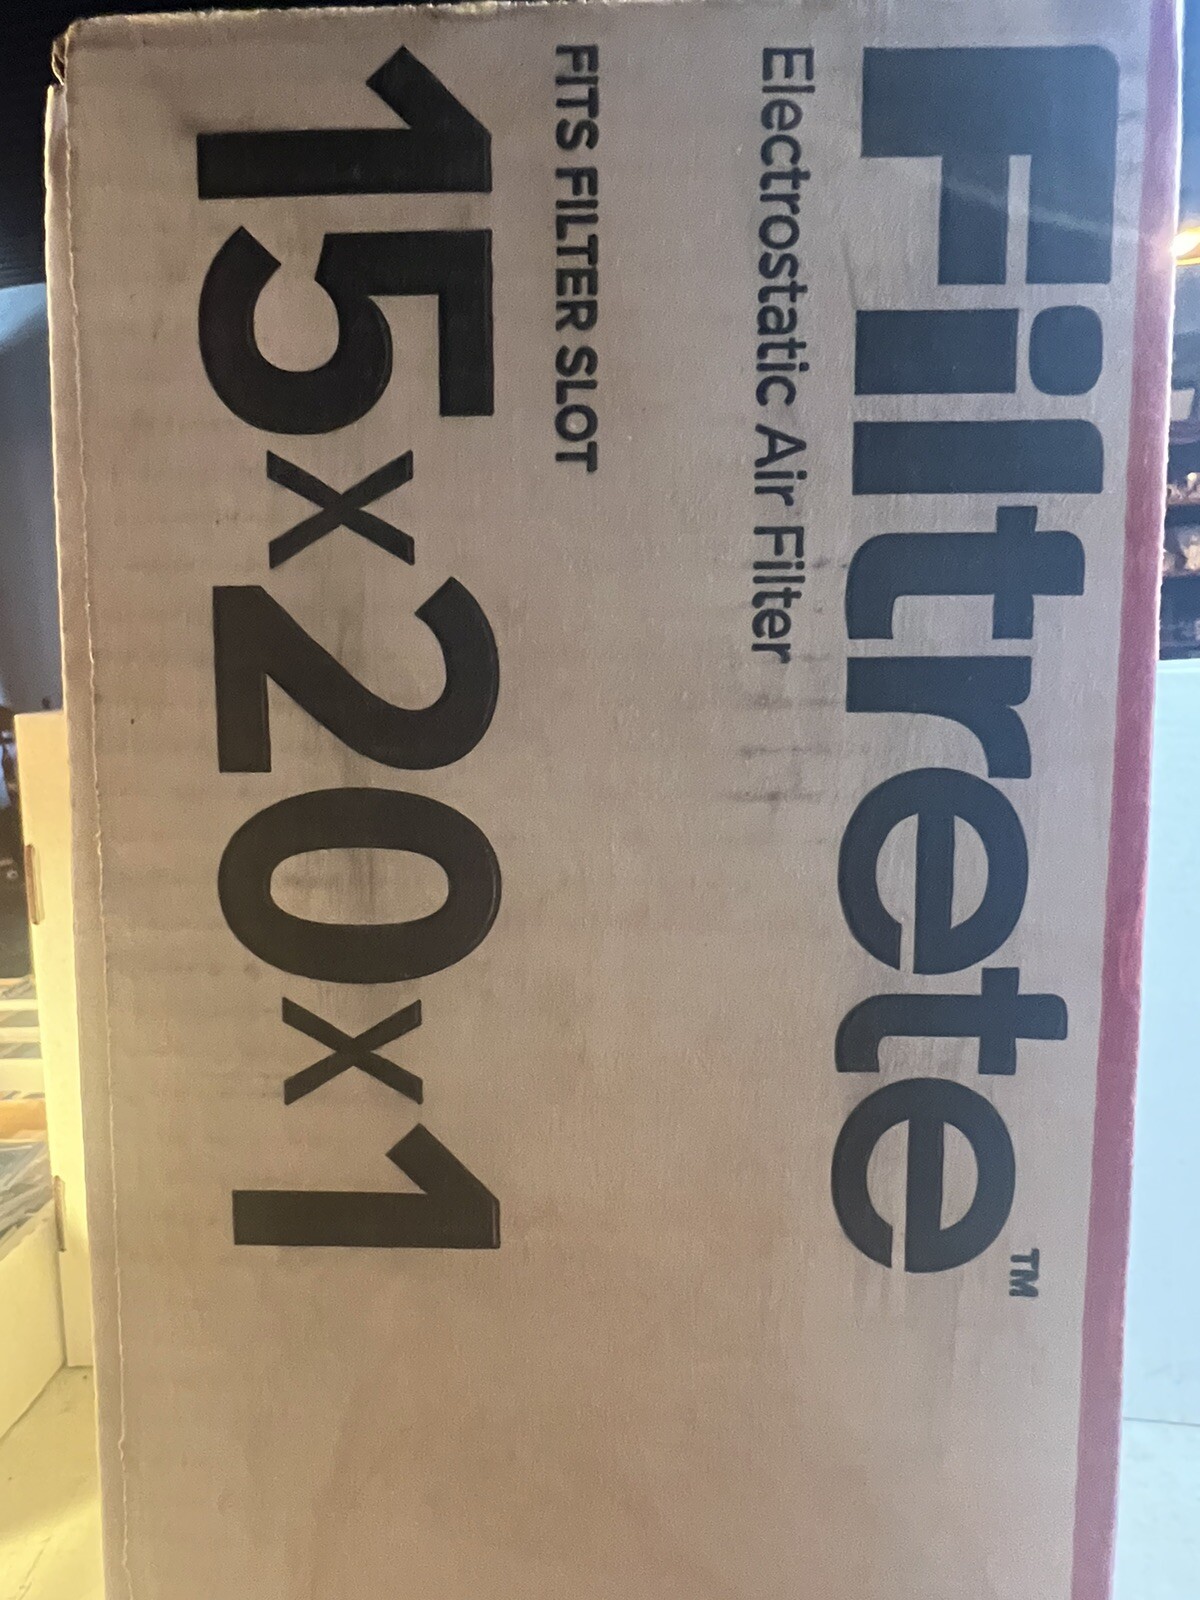 Filtrete™
Electrostatic Air Filter
FITS FILTER SLOT
15x20x1